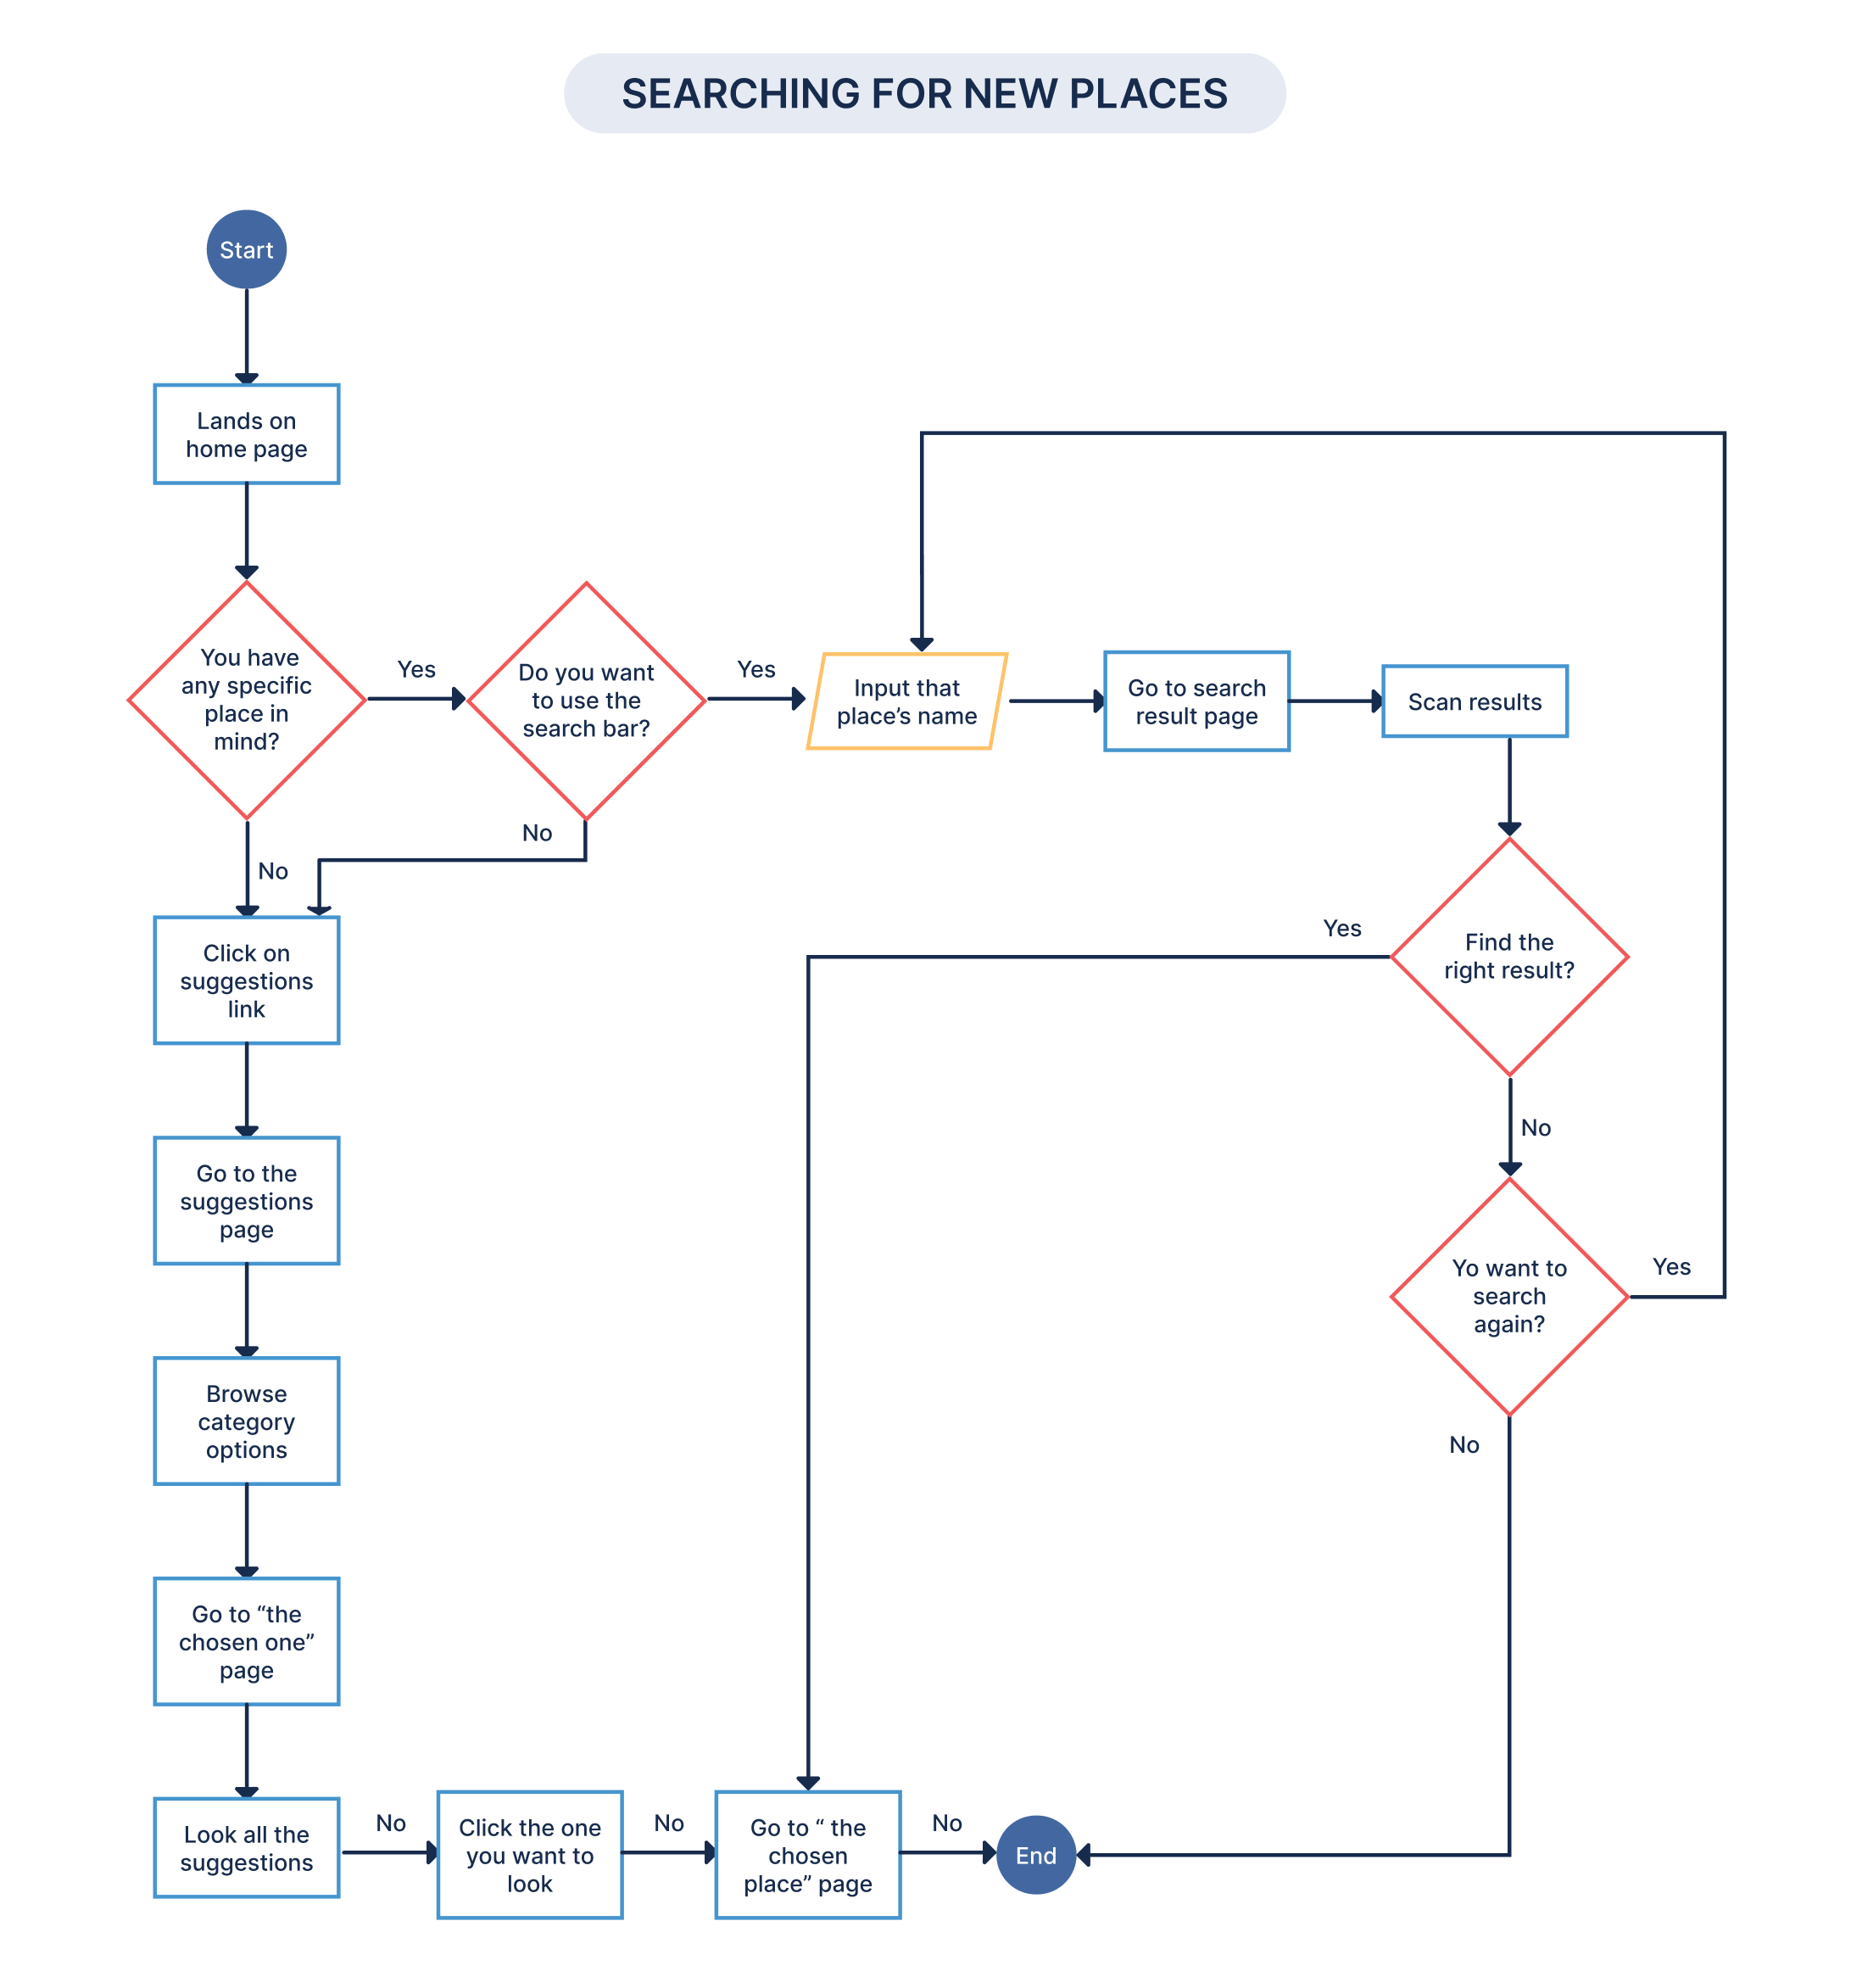 SEARCHING FOR NEW PLACES
Start
Lands on
home page
You have
any specific
place in
mind?
Yes
Do you want
to use the
search bar?
Yes
Input that
place’s name
Go to search
result page
Scan results
No
No
Click on
suggestions
link
Yes
Find the
right result?
No
Go to the
suggestions
page
Yo want to
search
again?
Yes
No
Browse
category
options
Go to “the
chosen one”
page
Look all the
suggestions
No
Click the one
you want to
look
No
Go to “ the
chosen
place” page
No
End